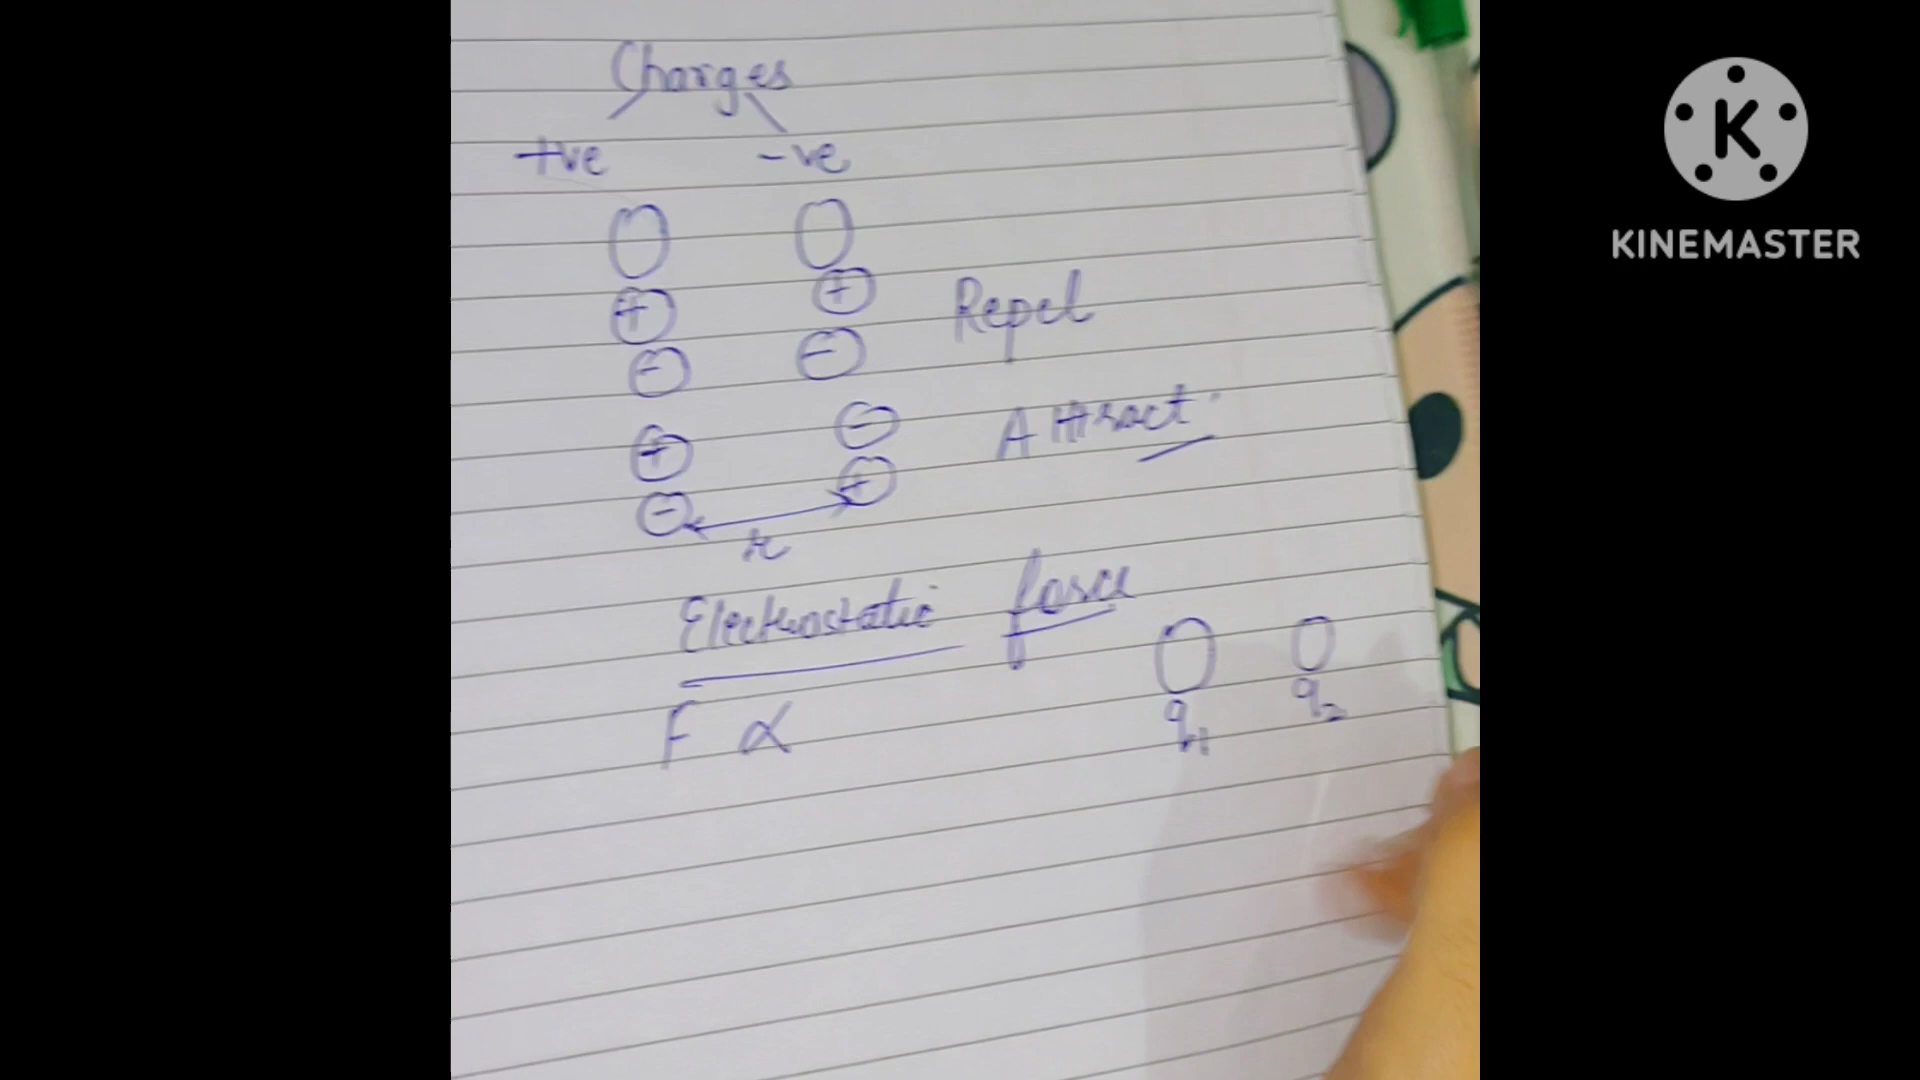 Charges
+ve -ve
+ + Repel
- -
+ - Attract
- +
r
Electrostatic force
F α
q1 q2
K
KINEMASTER